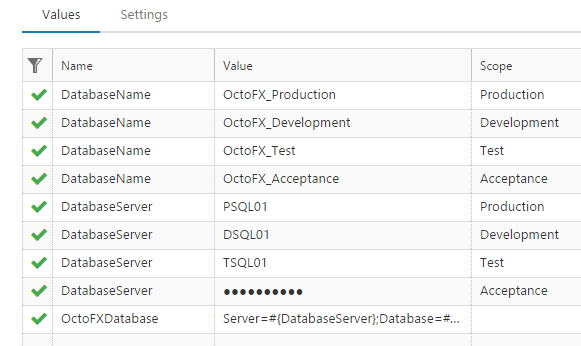 Values Settings
Name Value Scope
DatabaseName OctoFX_Production Production
DatabaseName OctoFX_Development Development
DatabaseName OctoFX_Test Test
DatabaseName OctoFX_Acceptance Acceptance
DatabaseServer PSQL01 Production
DatabaseServer DSQL01 Development
DatabaseServer TSQL01 Test
DatabaseServer ●●●●●●●●●● Acceptance
OctoFXDatabase Server=#{DatabaseServer};Database=#...